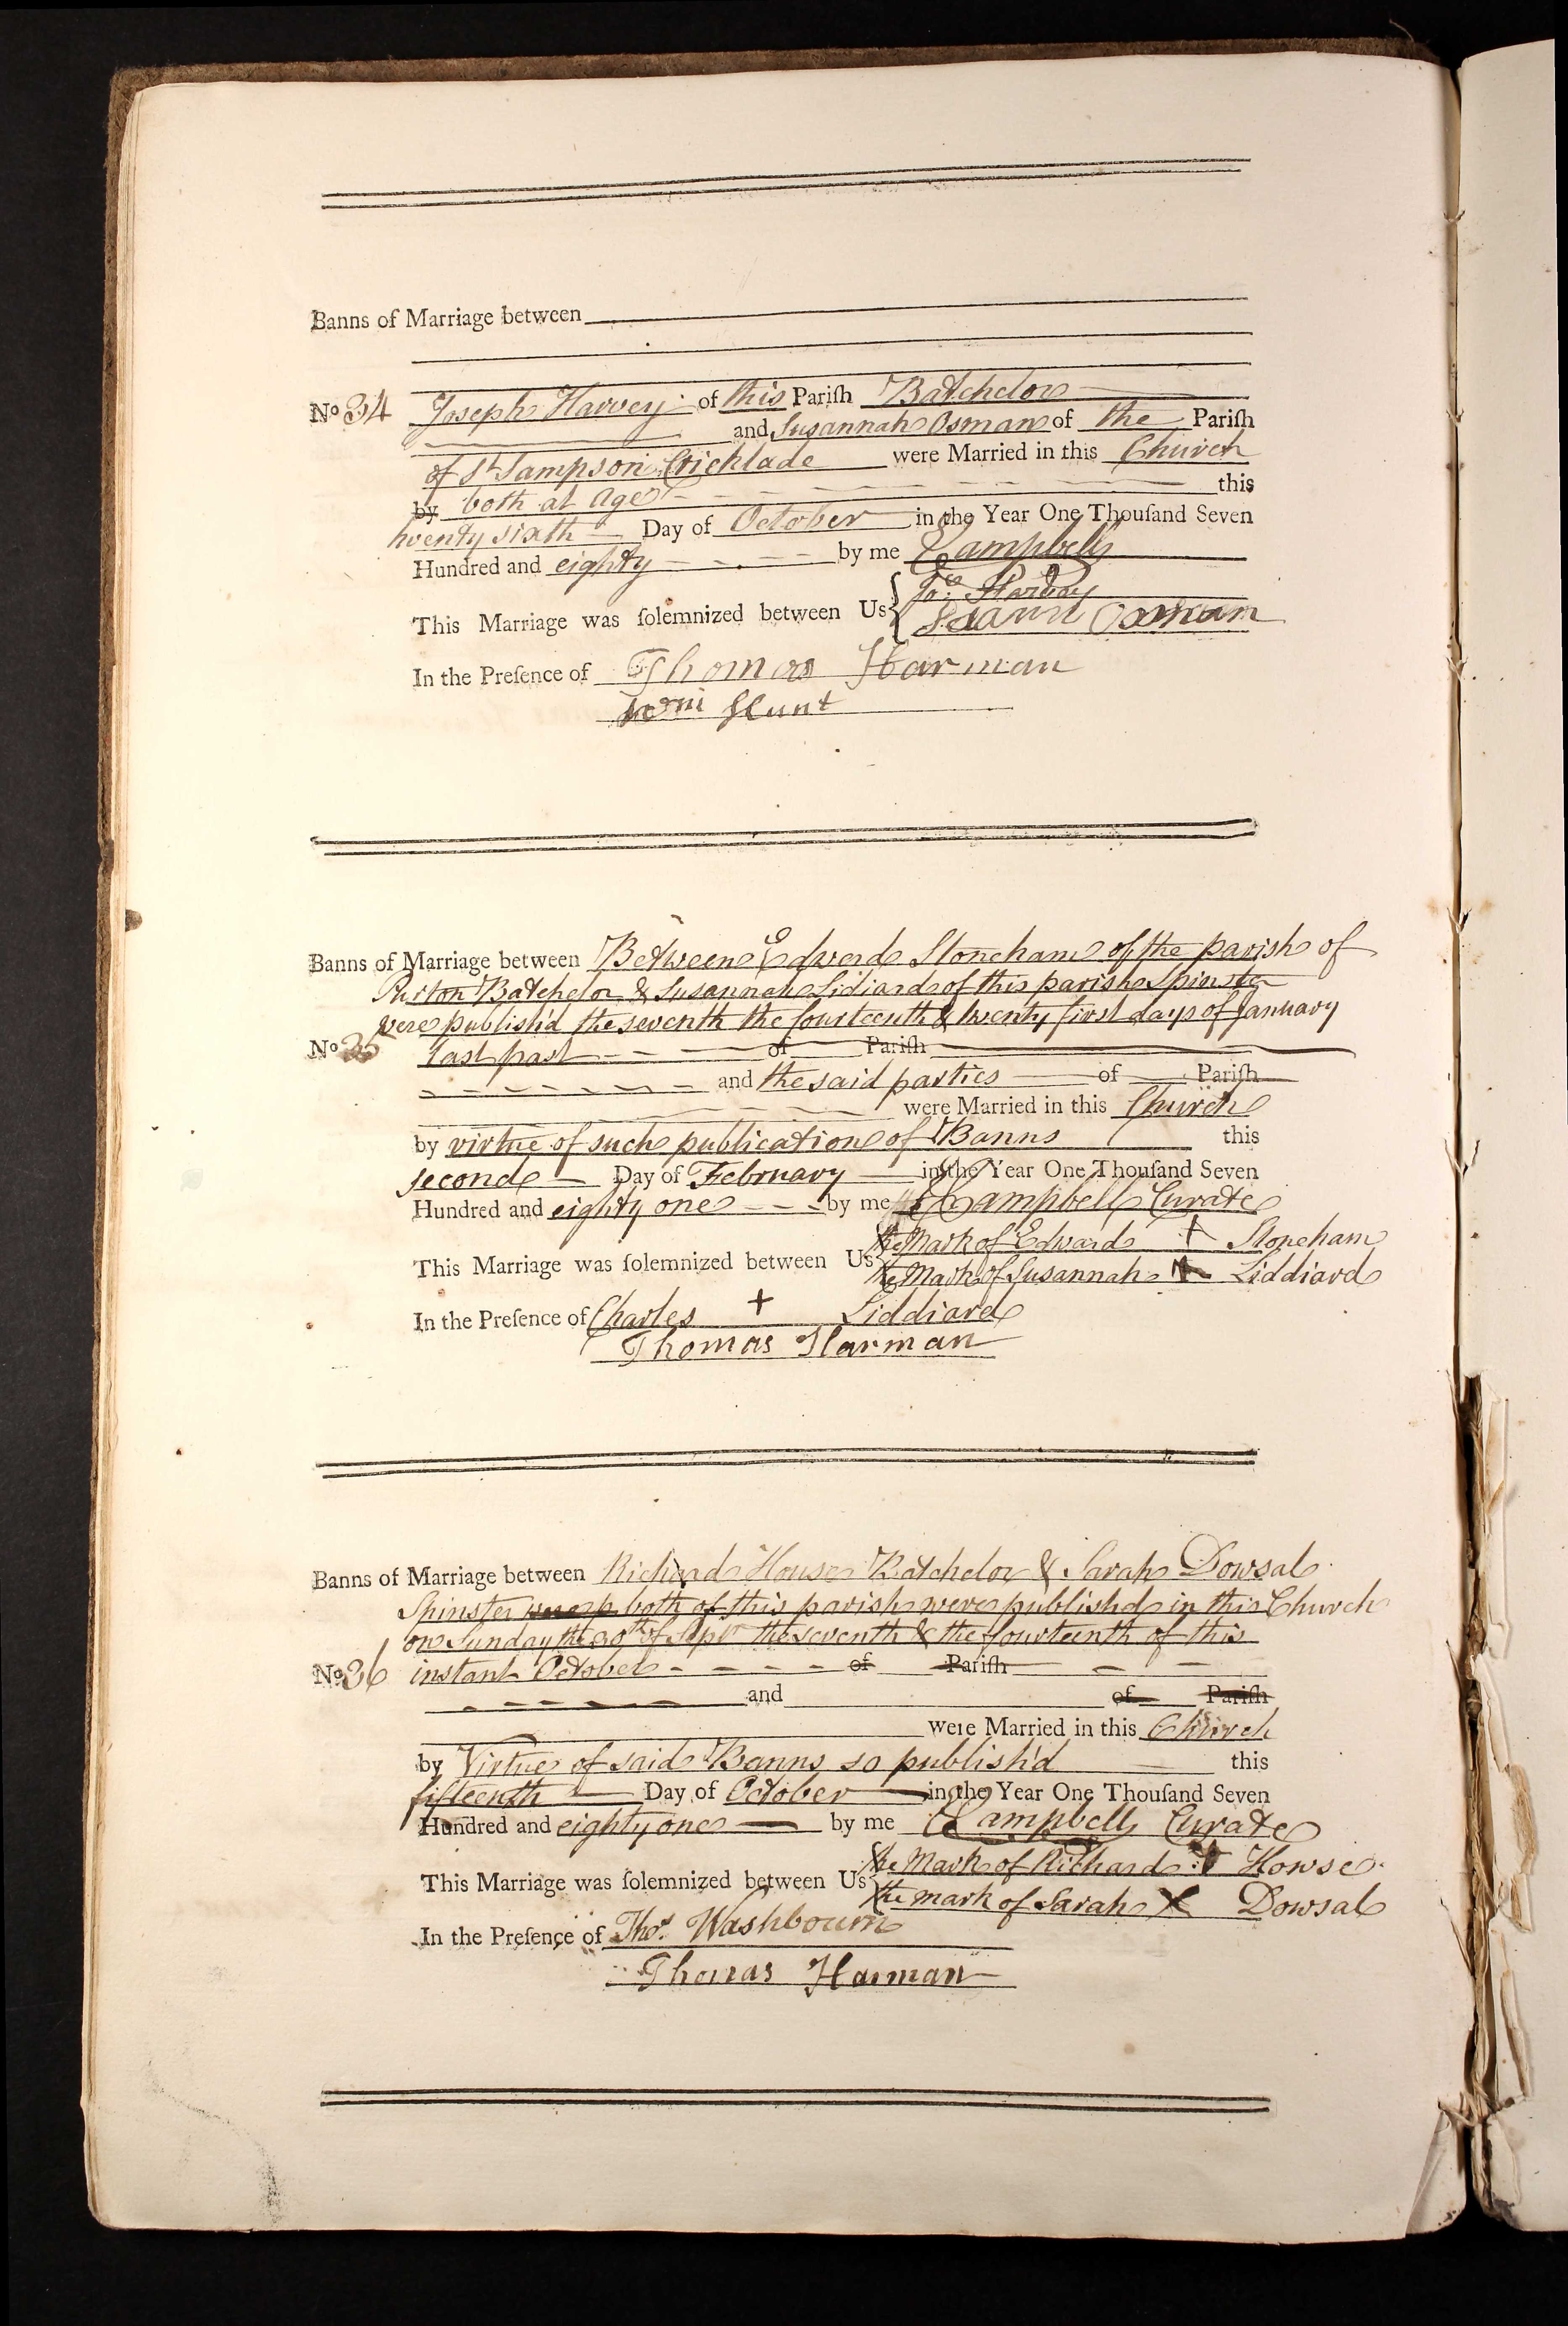 Banns of Marriage between
No 34 Joseph Harvey of this Pariſh Batchelor
and Susannah Osman of the Pariſh
of St Sampson Cricklade were Married in this Church
by both at age this
twenty sixth Day of October in the Year One Thouſand Seven
Hundred and eighty by me Campbell
This Marriage was ſolemnized between Us { Jos: Harvey
Osman
In the Preſence of Thomas Harman
Wm Hunt
Banns of Marriage between Between Edward Stoneham of the parish of
Purton Batchelor & Susannah Lidiard of this parish Spinster
were publish'd the seventh the fourteenth & twenty first days of January
No 35 last past of Pariſh
and the said parties of Pariſh
were Married in this Church
by virtue of such publication of Banns this
second Day of February in the Year One Thouſand Seven
Hundred and eighty one by me Campbell Curate
This Marriage was ſolemnized between Us { the Mark of Edward + Stoneham
the Mark of Susannah Liddiard
In the Preſence of Charles + Liddiard
Thomas Harman
Banns of Marriage between Richard House Batchelor & Sarah Dowsal
Spinster both of this parish were publishd in this Church
on Sunday the 30th of Sepr the seventh & the fourteenth of this
No 36 instant October of Pariſh
and of Pariſh
were Married in this Church
by Virtue of said Banns so publish'd this
fifteenth Day of October in the Year One Thouſand Seven
Hundred and eighty one by me Campbell Curate
This Marriage was ſolemnized between Us { the Mark of Richard Howse
the mark of Sarah X Dowsal
In the Preſence of Thos. Washbourn
Thomas Harman